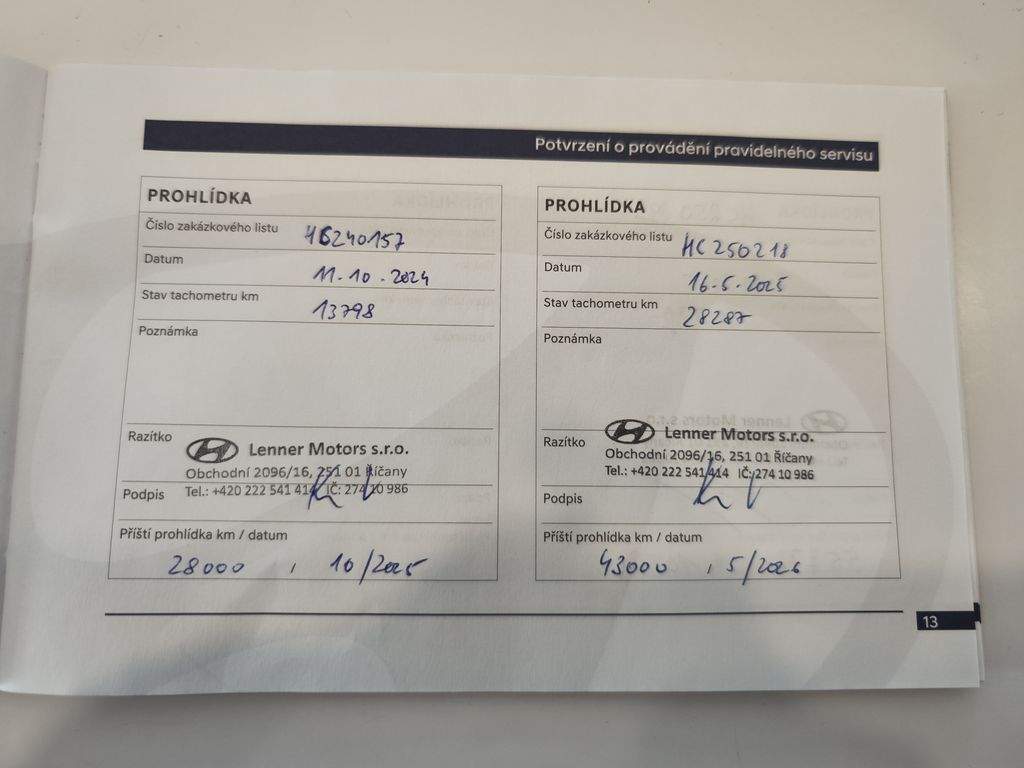 Potvrzení o provádění pravidelného servisu
PROHLÍDKA
Číslo zakázkového listu HC240157
Datum 11.10.2024
Stav tachometru km 13798
Poznámka
Razítko
Lenner Motors s.r.o.
Obchodní 2096/16, 251 01 Říčany
Tel.: +420 222 541 414 IČ: 274 10 986
Podpis
Příští prohlídka km / datum
28000, 10/2025
PROHLÍDKA
Číslo zakázkového listu HC250218
Datum 16.5.2025
Stav tachometru km 28287
Poznámka
Razítko
Lenner Motors s.r.o.
Obchodní 2096/16, 251 01 Říčany
Tel.: +420 222 541 414 IČ: 274 10 986
Podpis
Příští prohlídka km / datum
43000, 5/2026
13